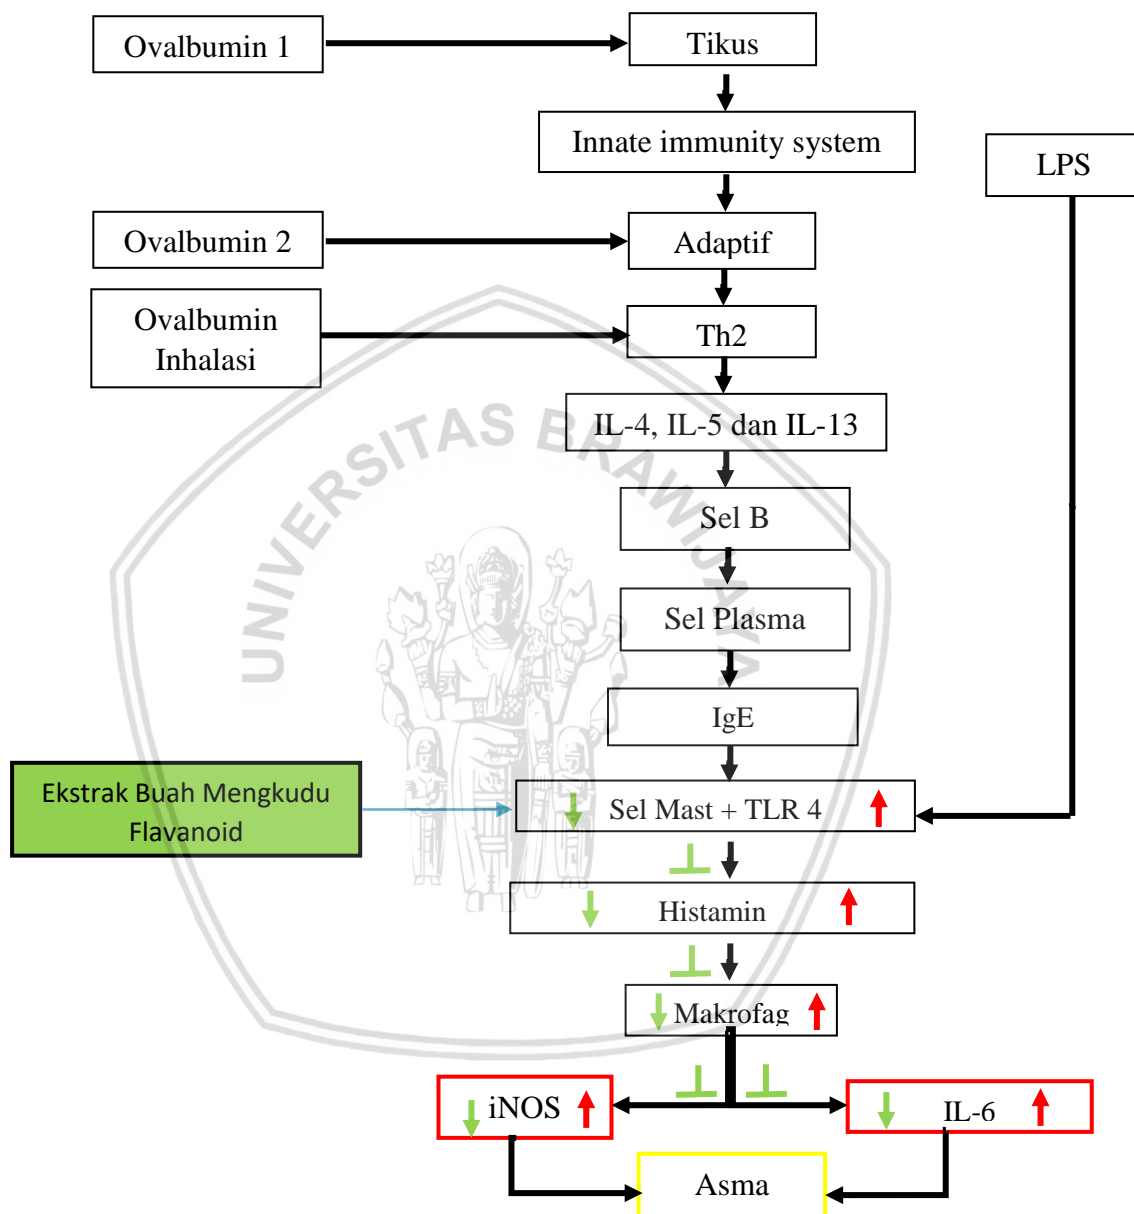 Ovalbumin 1
Tikus
Innate immunity system
LPS
Ovalbumin 2
Adaptif
Ovalbumin
Inhalasi
Th2
IL-4, IL-5 dan IL-13
Sel B
Sel Plasma
IgE
Ekstrak Buah Mengkudu
Flavanoid
Sel Mast + TLR 4
Histamin
Makrofag
iNOS
IL-6
Asma
UNIVERSITAS BRAWIJAYA